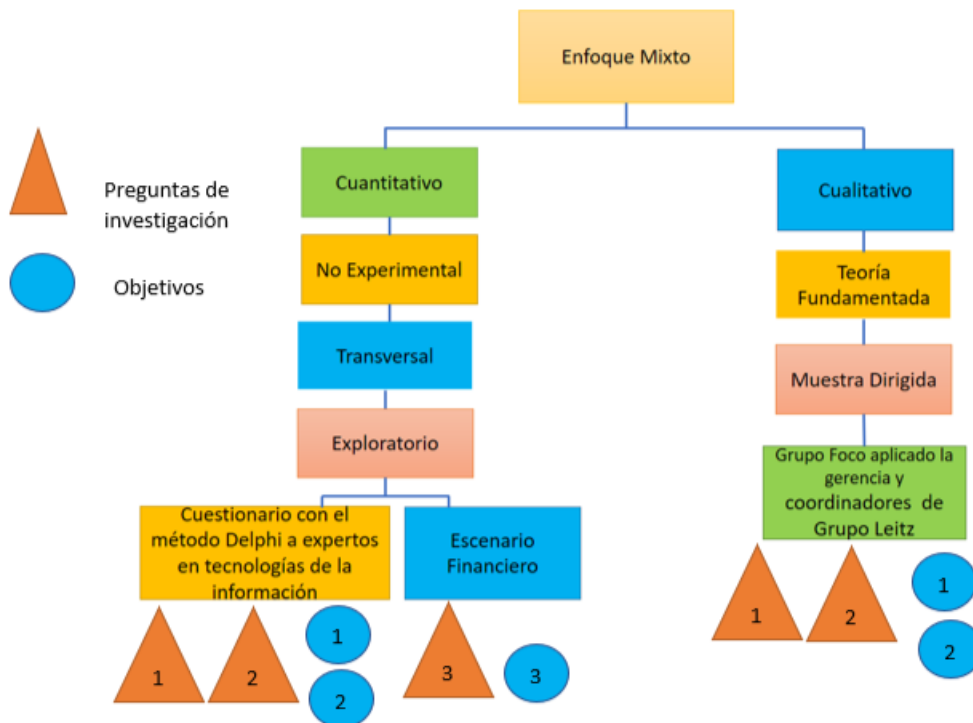 Enfoque Mixto
Preguntas de
investigación
Objetivos
Cuantitativo
No Experimental
Transversal
Exploratorio
Cuestionario con el
método Delphi a expertos
en tecnologías de la
información
1
2
1
2
Escenario
Financiero
3
3
Cualitativo
Teoría
Fundamentada
Muestra Dirigida
Grupo Foco aplicado la
gerencia y
coordinadores de
Grupo Leitz
1
2
1
2